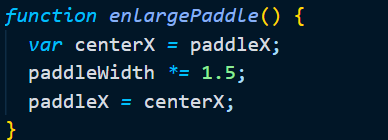 function enlargePaddle() {
  var centerX = paddleX;
  paddleWidth *= 1.5;
  paddleX = centerX;
}